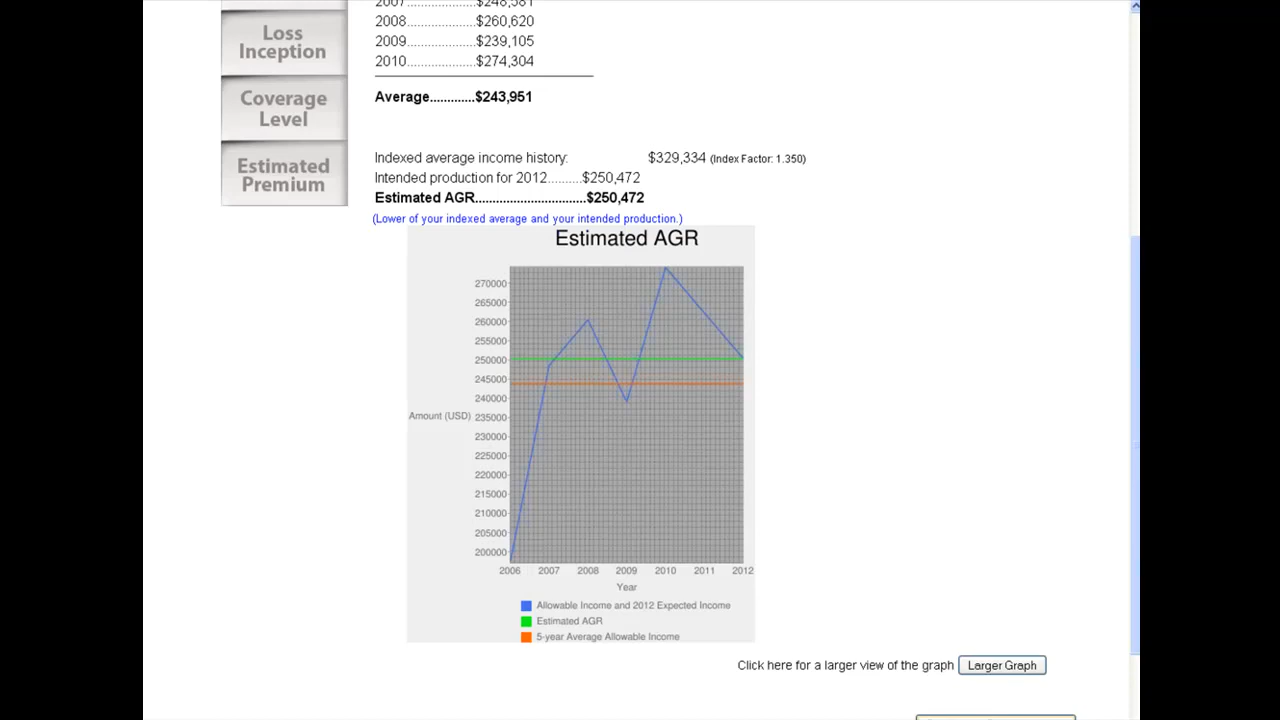 Loss
Inception
Coverage
Level
Estimated
Premium
2007....................$248,581
2008....................$260,620
2009....................$239,105
2010....................$274,304
Average.............$243,951
Indexed average income history: $329,334 (Index Factor: 1.350)
Intended production for 2012.........$250,472
Estimated AGR..............................$250,472
(Lower of your indexed average and your intended production.)
Estimated AGR
270000
265000
260000
255000
250000
245000
240000
Amount (USD)
235000
230000
225000
220000
215000
210000
205000
200000
2006 2007 2008 2009 2010 2011 2012
Year
Allowable Income and 2012 Expected Income
Estimated AGR
5-year Average Allowable Income
Click here for a larger view of the graph Larger Graph